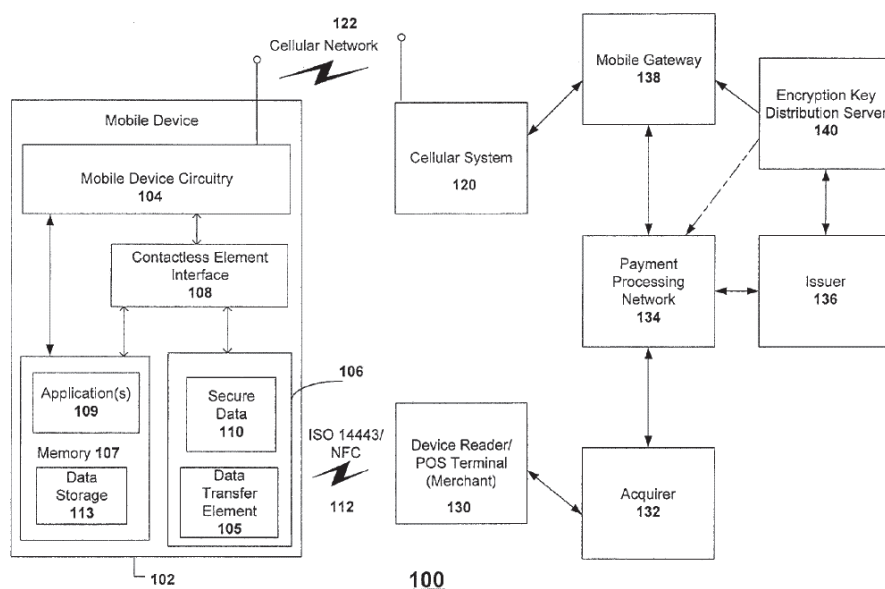 122
Cellular Network
Mobile Gateway
138
Encryption Key
Distribution Server
140
Mobile Device
Mobile Device Circuitry
104
Cellular System
120
Contactless Element
Interface
108
Payment
Processing
Network
134
Issuer
136
106
Application(s)
109
Memory 107
Data
Storage
113
Secure
Data
110
Data
Transfer
Element
105
ISO 14443/
NFC
112
Device Reader/
POS Terminal
(Merchant)
130
Acquirer
132
102
100